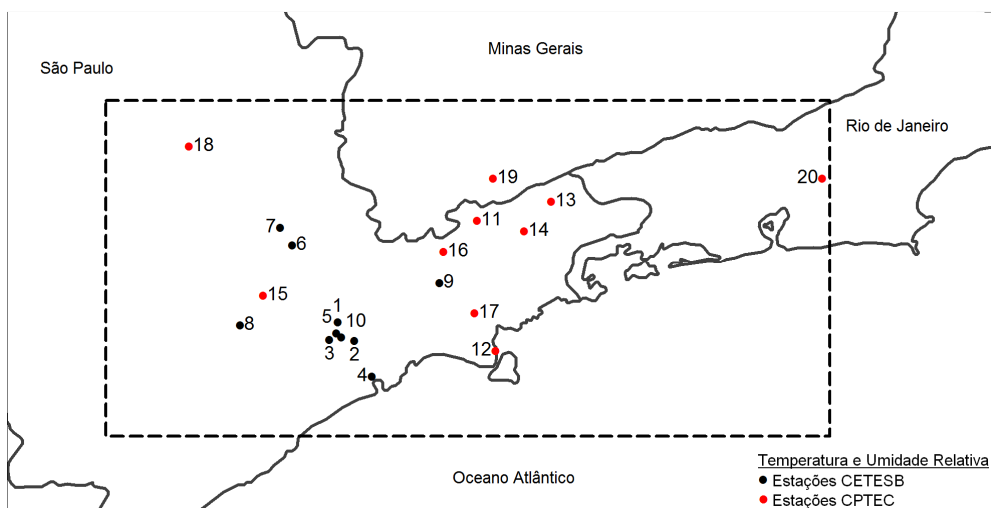 Minas Gerais
São Paulo
Rio de Janeiro
18
19
20
13
11
7
14
6
16
9
15
17
1
5
10
8
3
2
12
4
Temperatura e Umidade Relativa
Oceano Atlântico
Estações CETESB
Estações CPTEC